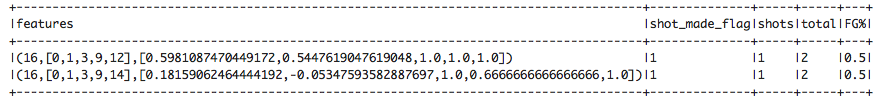 |features|shot_made_flag|shots|total|FG%|
|(16,[0,1,3,9,12],[0.5981087470449172,0.5447619047619048,1.0,1.0,1.0])|1|1|2|0.5|
|(16,[0,1,3,9,14],[0.18159062464444192,-0.05347593582887697,1.0,0.6666666666666666,1.0])|1|1|2|0.5|